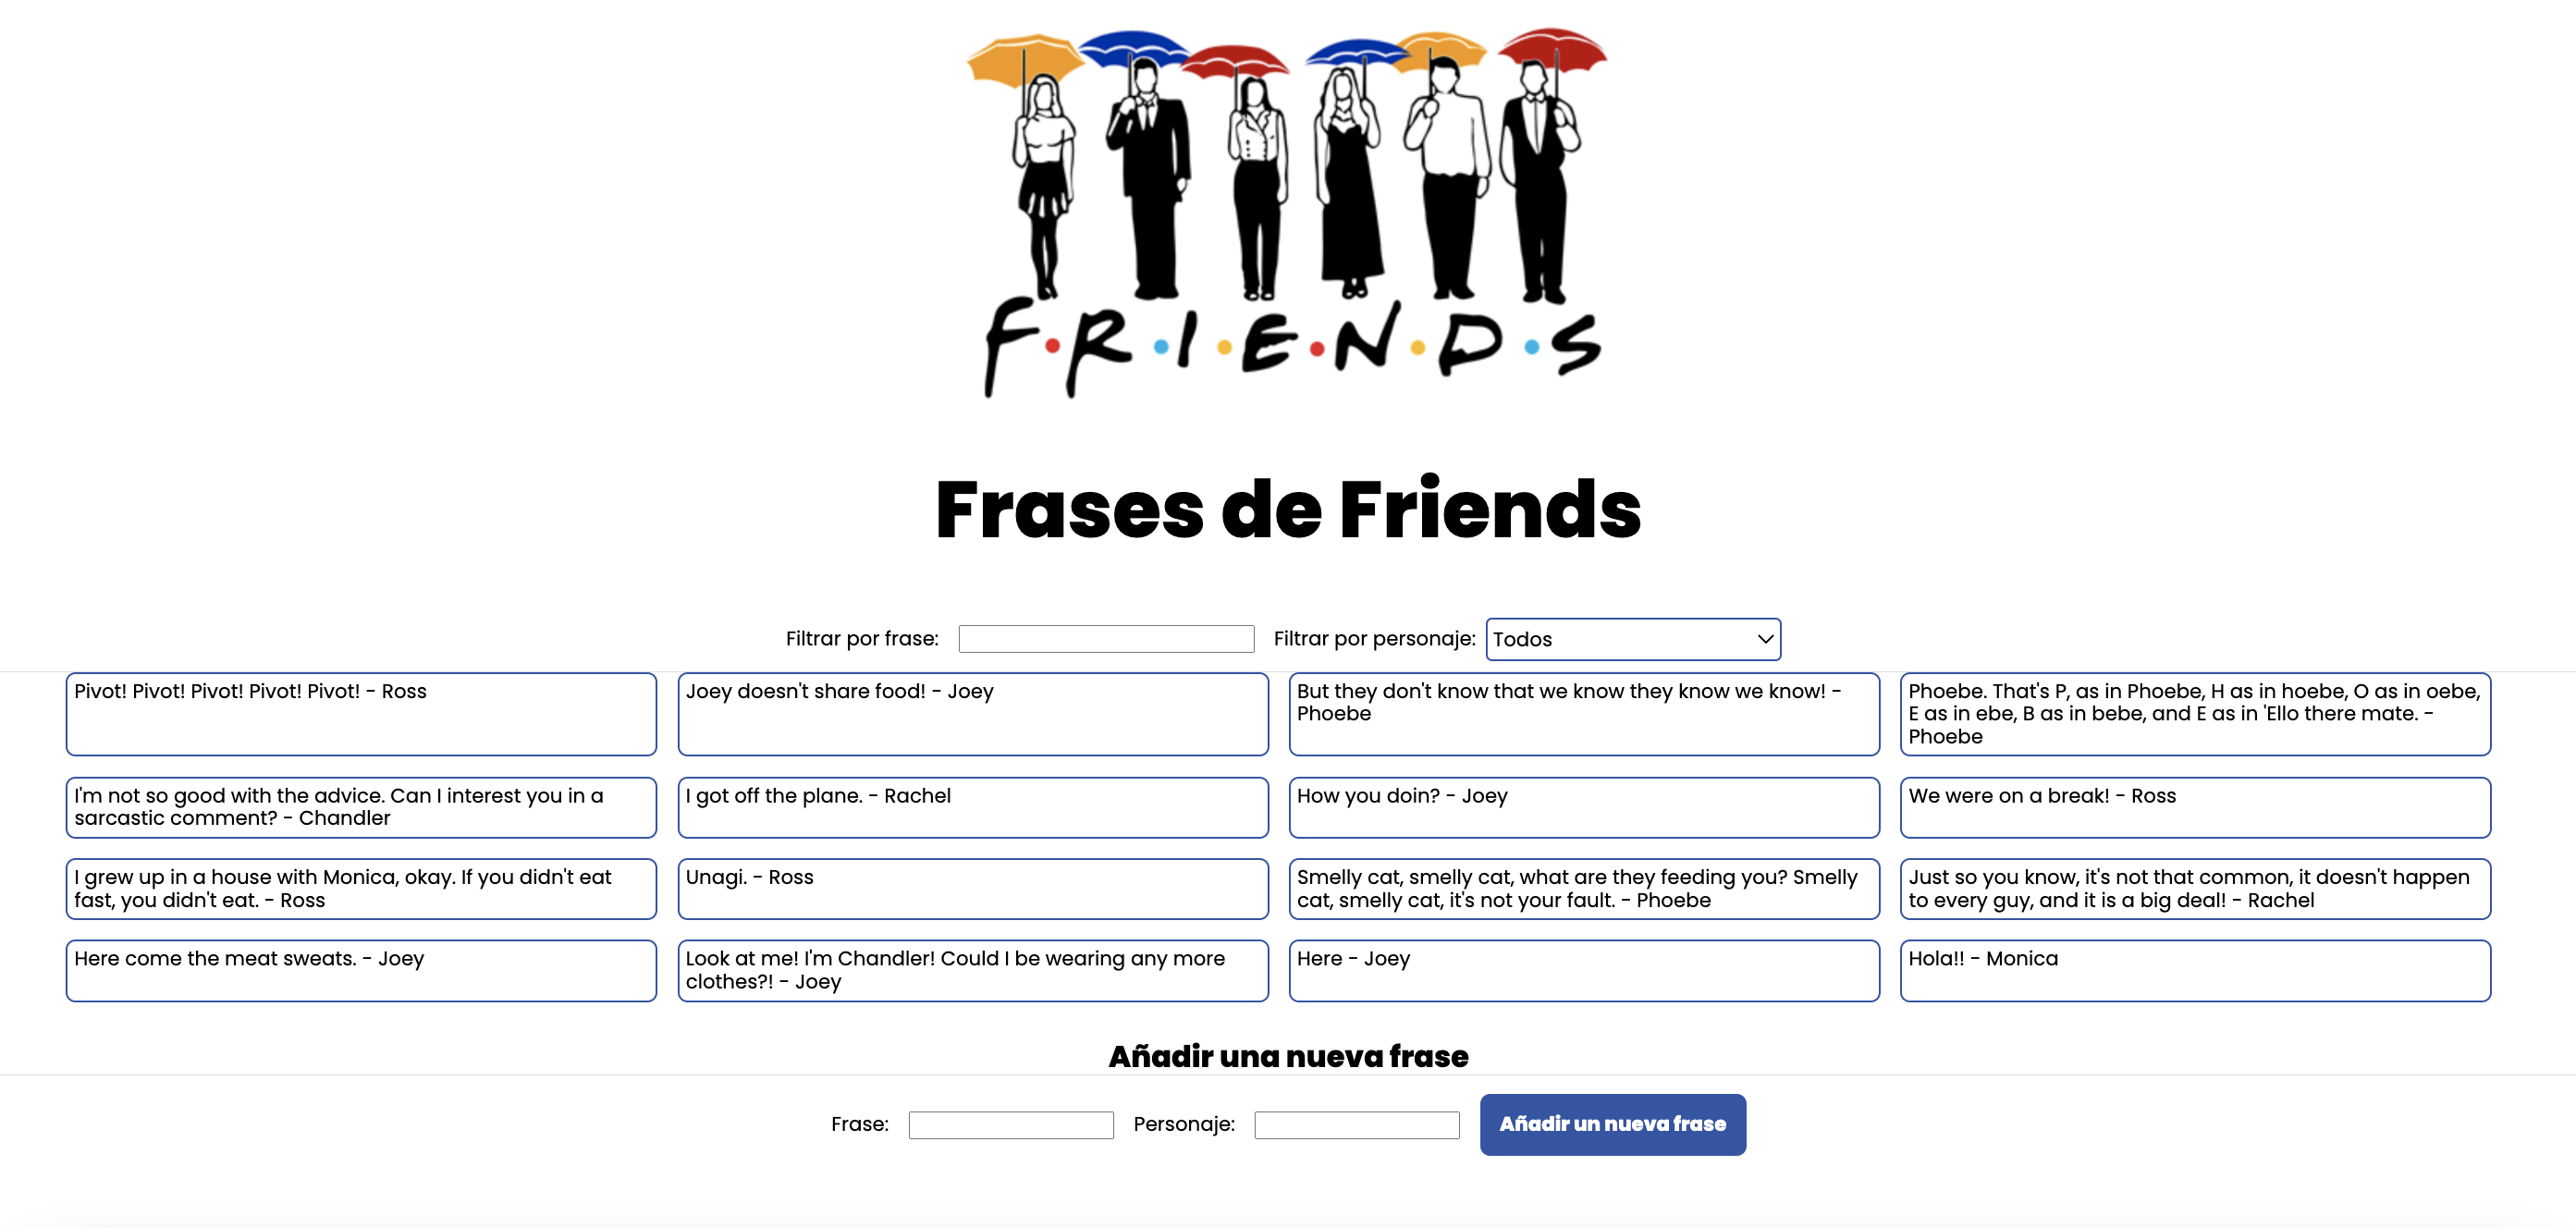 F•R•I•E•N•D•S
Frases de Friends
Filtrar por frase:
Filtrar por personaje: Todos
Pivot! Pivot! Pivot! Pivot! Pivot! - Ross
Joey doesn't share food! - Joey
But they don't know that we know they know we know! -
Phoebe
Phoebe. That's P, as in Phoebe, H as in hoebe, O as in oebe,
E as in ebe, B as in bebe, and E as in 'Ello there mate. -
Phoebe
I'm not so good with the advice. Can I interest you in a
sarcastic comment? - Chandler
I got off the plane. - Rachel
How you doin? - Joey
We were on a break! - Ross
I grew up in a house with Monica, okay. If you didn't eat
fast, you didn't eat. - Ross
Unagi. - Ross
Smelly cat, smelly cat, what are they feeding you? Smelly
cat, smelly cat, it's not your fault. - Phoebe
Just so you know, it's not that common, it doesn't happen
to every guy, and it is a big deal! - Rachel
Here come the meat sweats. - Joey
Look at me! I'm Chandler! Could I be wearing any more
clothes?! - Joey
Here - Joey
Hola!! - Monica
Añadir una nueva frase
Frase:
Personaje:
Añadir un nueva frase